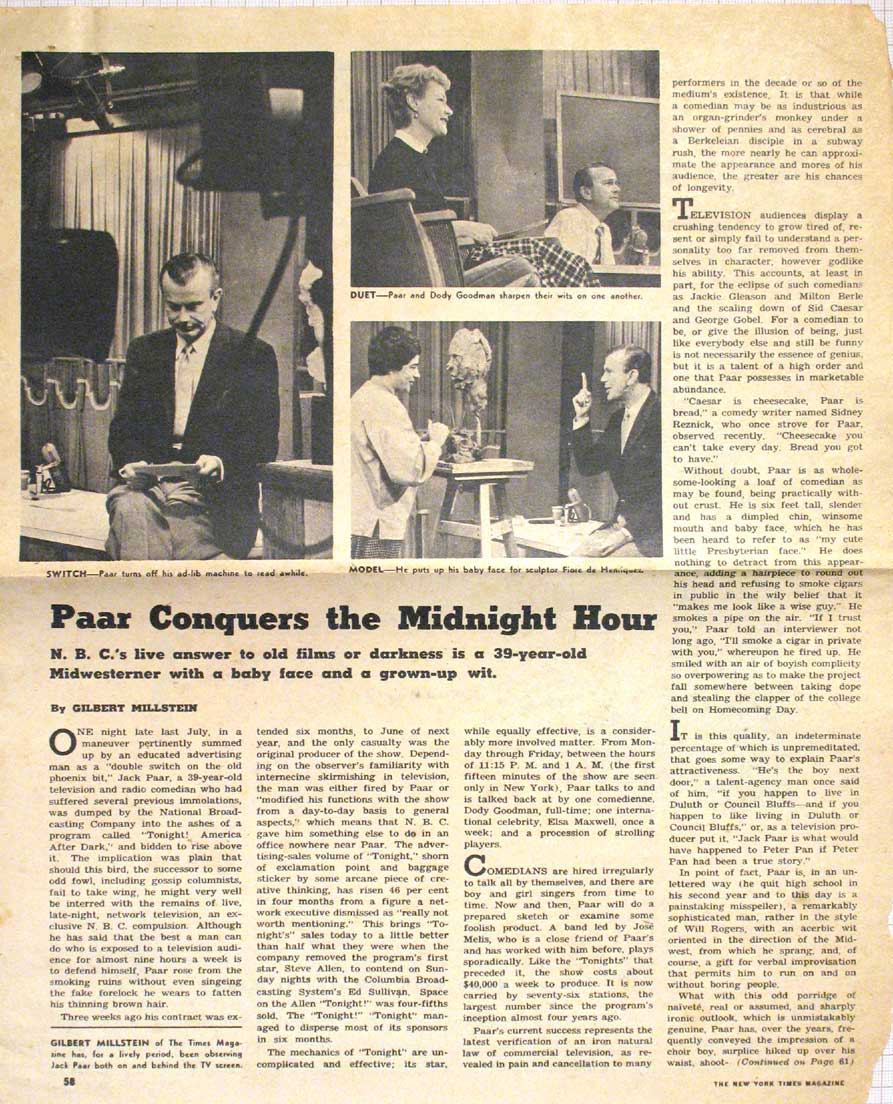 DUET—Paar and Dody Goodman sharpen their wits on one another.
SWITCH—Paar turns off his ad-lib machine to read awhile.
MODEL—He puts up his baby face for sculptor Fiore de Henriquez.
Paar Conquers the Midnight Hour
N. B. C.'s live answer to old films or darkness is a 39-year-old
Midwesterner with a baby face and a grown-up wit.
By GILBERT MILLSTEIN
ONE night late last July, in a
maneuver pertinently summed
up by an educated advertising
man as a "double switch on the old
phoenix bit," Jack Paar, a 39-year-old
television and radio comedian who had
suffered several previous immolations,
was dumped by the National Broad-
casting Company into the ashes of a
program called "Tonight! America
After Dark," and bidden to rise above
it. The implication was plain that
should this bird, the successor to some
odd fowl, including gossip columnists,
fail to take wing, he might very well
be interred with the remains of live,
late-night, network television, an ex-
clusive N. B. C. compulsion. Although
he has said that the best a man can
do who is exposed to a television audi-
ence for almost nine hours a week is
to defend himself, Paar rose from the
smoking ruins without even singeing
the fake forelock he wears to fatten
his thinning brown hair.
Three weeks ago his contract was ex-
GILBERT MILLSTEIN of The Times Maga-
zine has, for a lively period, been observing
Jack Paar both on and behind the TV screen.
tended six months, to June of next
year, and the only casualty was the
original producer of the show. Depend-
ing on the observer's familiarity with
internecine skirmishing in television,
the man was either fired by Paar or
"modified his functions with the show
from a day-to-day basis to general
aspects," which means that N. B. C.
gave him something else to do in an
office nowhere near Paar. The adver-
tising-sales volume of "Tonight," shorn
of exclamation point and baggage
sticker by some arcane piece of cre-
ative thinking, has risen 46 per cent
in four months from a figure a net-
work executive dismissed as "really not
worth mentioning." This brings "To-
night's" sales today to a little better
than half what they were when the
company removed the program's first
star, Steve Allen, to contend on Sun-
day nights with the Columbia Broad-
casting System's Ed Sullivan. Space
on the Allen "Tonight!" was four-fifths
sold. The "Tonight!" "Tonight" man-
aged to disperse most of its sponsors
in six months.
The mechanics of "Tonight" are un-
complicated and effective; its star,
while equally effective, is a consider-
ably more involved matter. From Mon-
day through Friday, between the hours
of 11:15 P. M. and 1 A. M. (the first
fifteen minutes of the show are seen
only in New York), Paar talks to and
is talked back at by one comedienne,
Dody Goodman, full-time; one interna-
tional celebrity, Elsa Maxwell, once a
week; and a procession of strolling
players.
COMEDIANS are hired irregularly
to talk all by themselves, and there are
boy and girl singers from time to
time. Now and then, Paar will do a
prepared sketch or examine some
foolish product. A band led by José
Melis, who is a close friend of Paar's
and has worked with him before, plays
sporadically. Like the "Tonights" that
preceded it, the show costs about
$40,000 a week to produce. It is now
carried by seventy-six stations, the
largest number since the program's
inception almost four years ago.
Paar's current success represents the
latest verification of an iron natural
law of commercial television, as re-
vealed in pain and cancellation to many
performers in the decade or so of the
medium's existence. It is that while
a comedian may be as industrious as
an organ-grinder's monkey under a
shower of pennies and as cerebral as
a Berkeleian disciple in a subway
rush, the more nearly he can approxi-
mate the appearance and mores of his
audience, the greater are his chances
of longevity.
TELEVISION audiences display a
crushing tendency to grow tired of, re-
sent or simply fail to understand a per-
sonality too far removed from them-
selves in character, however godlike
his ability. This accounts, at least in
part, for the eclipse of such comedians
as Jackie Gleason and Milton Berle
and the scaling down of Sid Caesar
and George Gobel. For a comedian to
be, or give the illusion of being, just
like everybody else and still be funny
is not necessarily the essence of genius,
but it is a talent of a high order and
one that Paar possesses in marketable
abundance.
"Caesar is cheesecake, Paar is
bread," a comedy writer named Sidney
Reznick, who once strove for Paar,
observed recently. "Cheesecake you
can't take every day. Bread you got
to have."
Without doubt, Paar is as whole-
some-looking a loaf of comedian as
may be found, being practically with-
out crust. He is six feet tall, slender
and has a dimpled chin, winsome
mouth and baby face, which he has
been heard to refer to as "my cute
little Presbyterian face." He does
nothing to detract from this appear-
ance, adding a hairpiece to round out
his head and refusing to smoke cigars
in public in the wily belief that it
"makes me look like a wise guy." He
smokes a pipe on the air. "If I trust
you," Paar told an interviewer not
long ago, "I'll smoke a cigar in private
with you," whereupon he fired up. He
smiled with an air of boyish complicity
so overpowering as to make the project
fall somewhere between taking dope
and stealing the clapper of the college
bell on Homecoming Day.
IT is this quality, an indeterminate
percentage of which is unpremeditated,
that goes some way to explain Paar's
attractiveness. "He's the boy next
door," a talent-agency man once said
of him, "if you happen to live in
Duluth or Council Bluffs—and if you
happen to like living in Duluth or
Council Bluffs," or, as a television pro-
ducer put it, "Jack Paar is what would
have happened to Peter Pan if Peter
Pan had been a true story."
In point of fact, Paar is, in an un-
lettered way (he quit high school in
his second year and to this day is a
painstaking misspeller), a remarkably
sophisticated man, rather in the style
of Will Rogers, with an acerbic wit
oriented in the direction of the Mid-
west, from which he sprang, and, of
course, a gift for verbal improvisation
that permits him to run on and on
without boring people.
What with this odd porridge of
naïveté, real or assumed, and sharply
ironic outlook, which is unmistakably
genuine, Paar has, over the years, fre-
quently conveyed the impression of a
choir boy, surplice hiked up over his
waist, shoot- (Continued on Page 61)
58
THE NEW YORK TIMES MAGAZINE